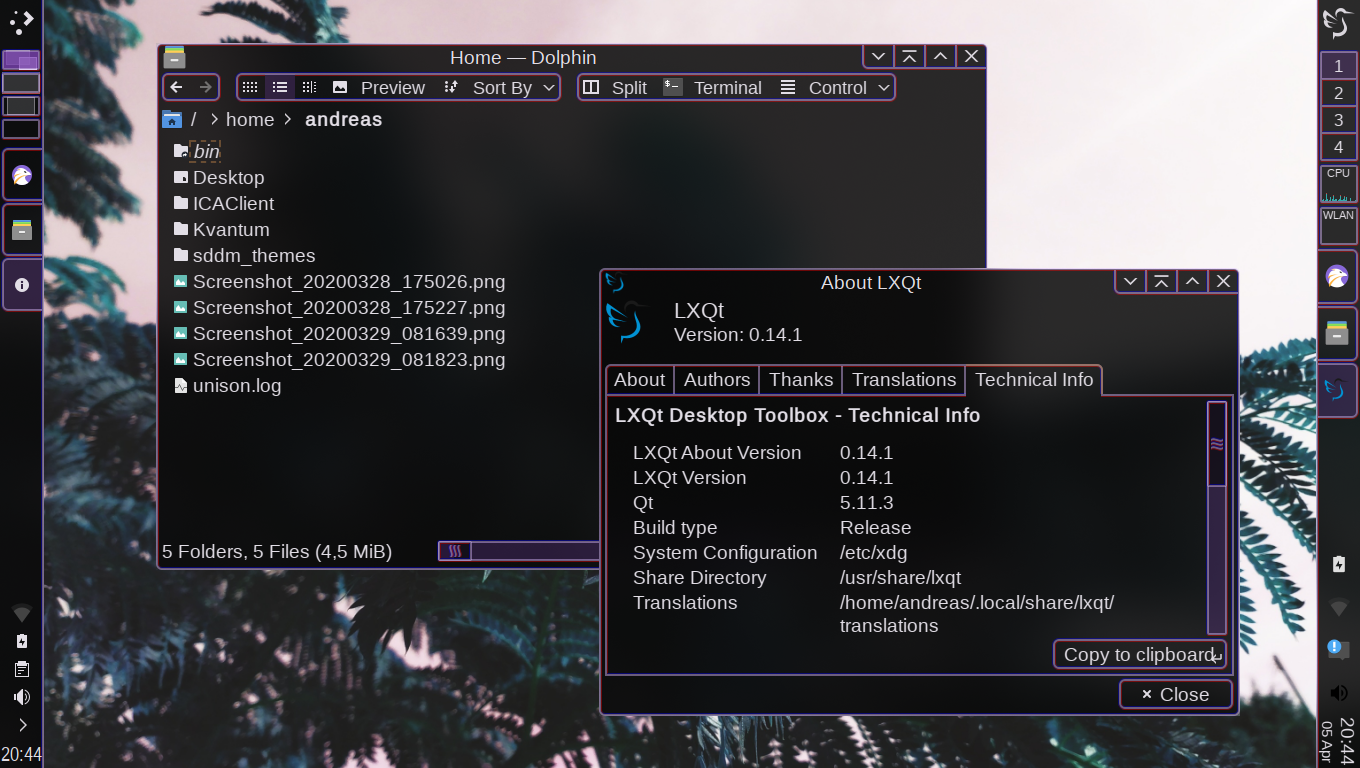 Home — Dolphin
Preview Sort By Split Terminal Control
/ home andreas
bin
Desktop
ICAClient
Kvantum
sddm_themes
Screenshot_20200328_175026.png
Screenshot_20200328_175227.png
Screenshot_20200329_081639.png
Screenshot_20200329_081823.png
unison.log
5 Folders, 5 Files (4,5 MiB)
About LXQt
LXQt
Version: 0.14.1
About Authors Thanks Translations Technical Info
LXQt Desktop Toolbox - Technical Info
LXQt About Version 0.14.1
LXQt Version 0.14.1
Qt 5.11.3
Build type Release
System Configuration /etc/xdg
Share Directory /usr/share/lxqt
Translations /home/andreas/.local/share/lxqt/
translations
Copy to clipboard
Close
20:44
1
2
3
4
CPU
WLAN
20:44
05 Apr